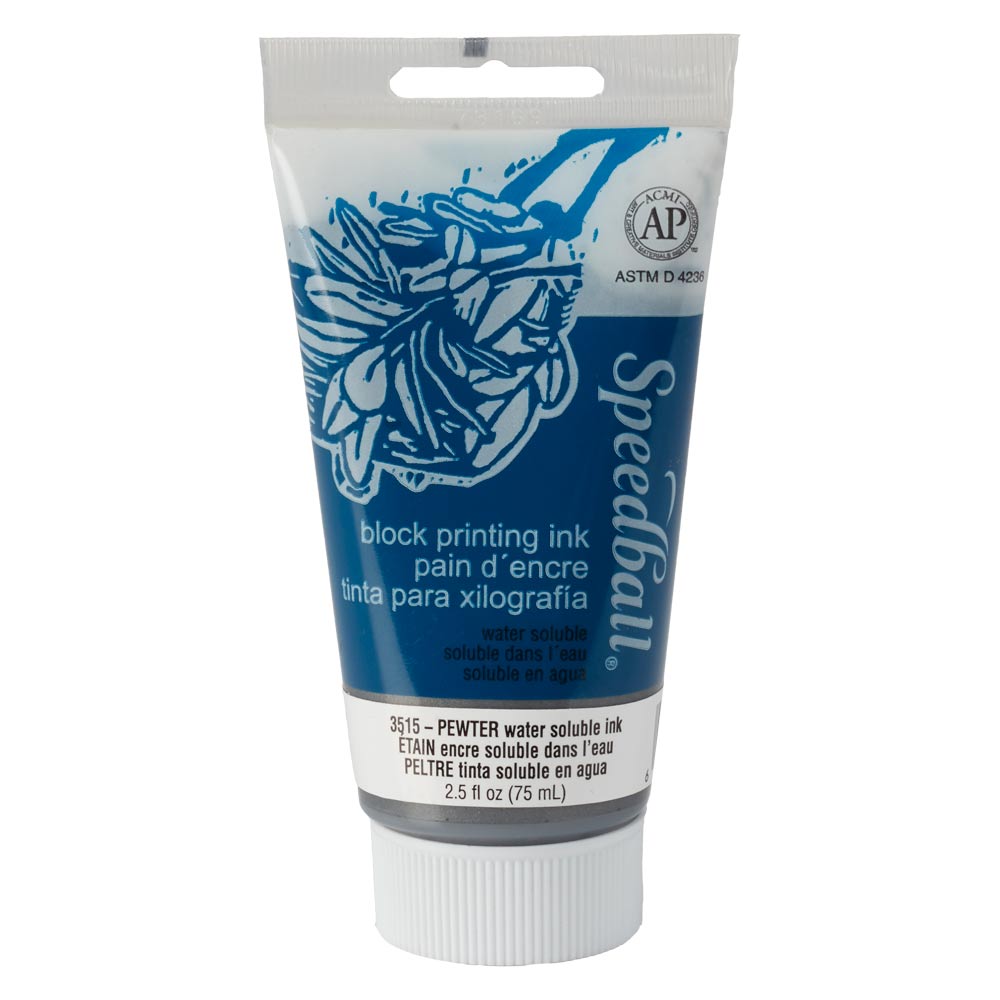 ACMI
AP
ASTM D 4236
Speedball®
block printing ink
pain d´encre
tinta para xilografía
water soluble
soluble dans l´eau
soluble en agua
3515 – PEWTER water soluble ink
ÉTAIN encre soluble dans l'eau
PELTRE tinta soluble en agua
2.5 fl oz (75 mL)
6